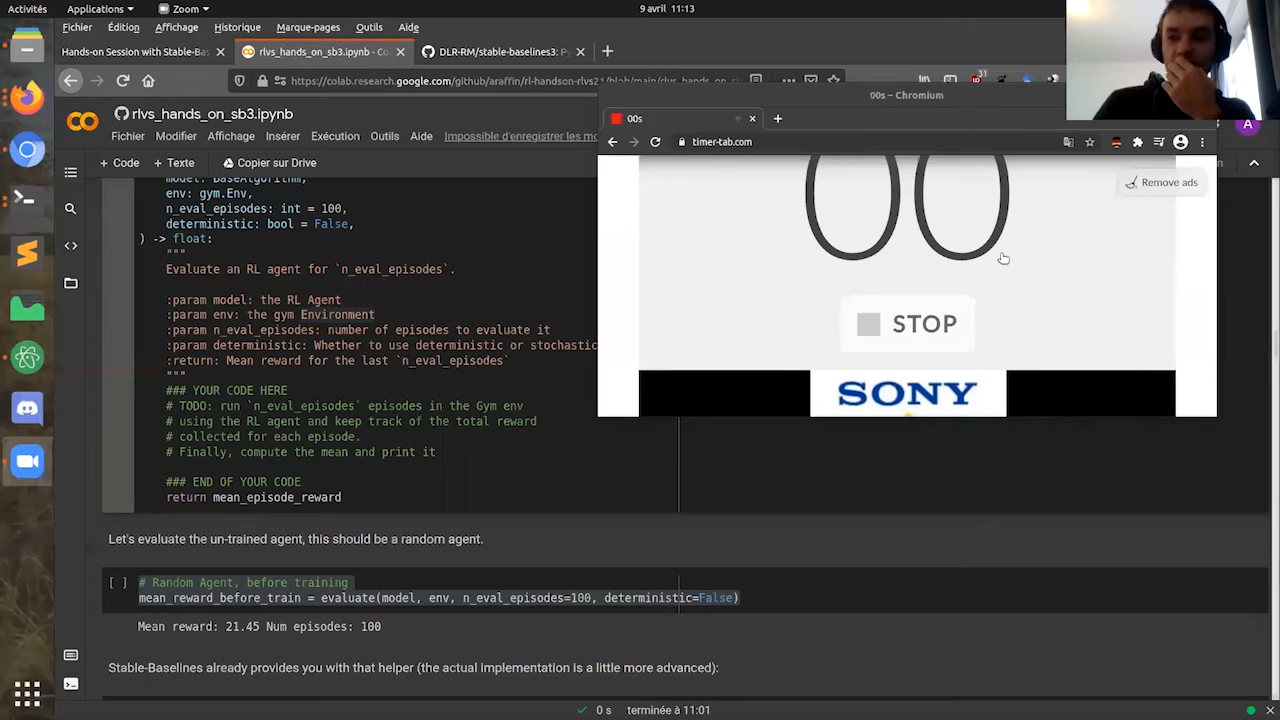 Activités
Applications
Zoom
9 avril 11:13
Fichier Édition Affichage Historique Marque-pages Outils Aide
Hands-on Session with Stable-Bas
rlvs_hands_on_sb3.ipynb - Co
DLR-RM/stable-baselines3: Py
https://colab.research.google.com/github/araffin/rl-handson-rlvs21/blob/main/rlvs_hands_on_
31
00s – Chromium
rlvs_hands_on_sb3.ipynb
00s
Fichier Modifier Affichage Insérer Exécution Outils Aide Impossible d'enregistrer les mo
A
timer-tab.com
+ Code + Texte Copier sur Drive
00
Remove ads
STOP
SONY
model: BaseAlgorithm,
env: gym.Env,
n_eval_episodes: int = 100,
deterministic: bool = False,
) -> float:
"""
Evaluate an RL agent for `n_eval_episodes`.
:param model: the RL Agent
:param env: the gym Environment
:param n_eval_episodes: number of episodes to evaluate it
:param deterministic: Whether to use deterministic or stochastic
:return: Mean reward for the last `n_eval_episodes`
"""
### YOUR CODE HERE
# TODO: run `n_eval_episodes` episodes in the Gym env
# using the RL agent and keep track of the total reward
# collected for each episode.
# Finally, compute the mean and print it
### END OF YOUR CODE
return mean_episode_reward
Let's evaluate the un-trained agent, this should be a random agent.
[ ] # Random Agent, before training
mean_reward_before_train = evaluate(model, env, n_eval_episodes=100, deterministic=False)
Mean reward: 21.45 Num episodes: 100
Stable-Baselines already provides you with that helper (the actual implementation is a little more advanced):
0 s terminée à 11:01